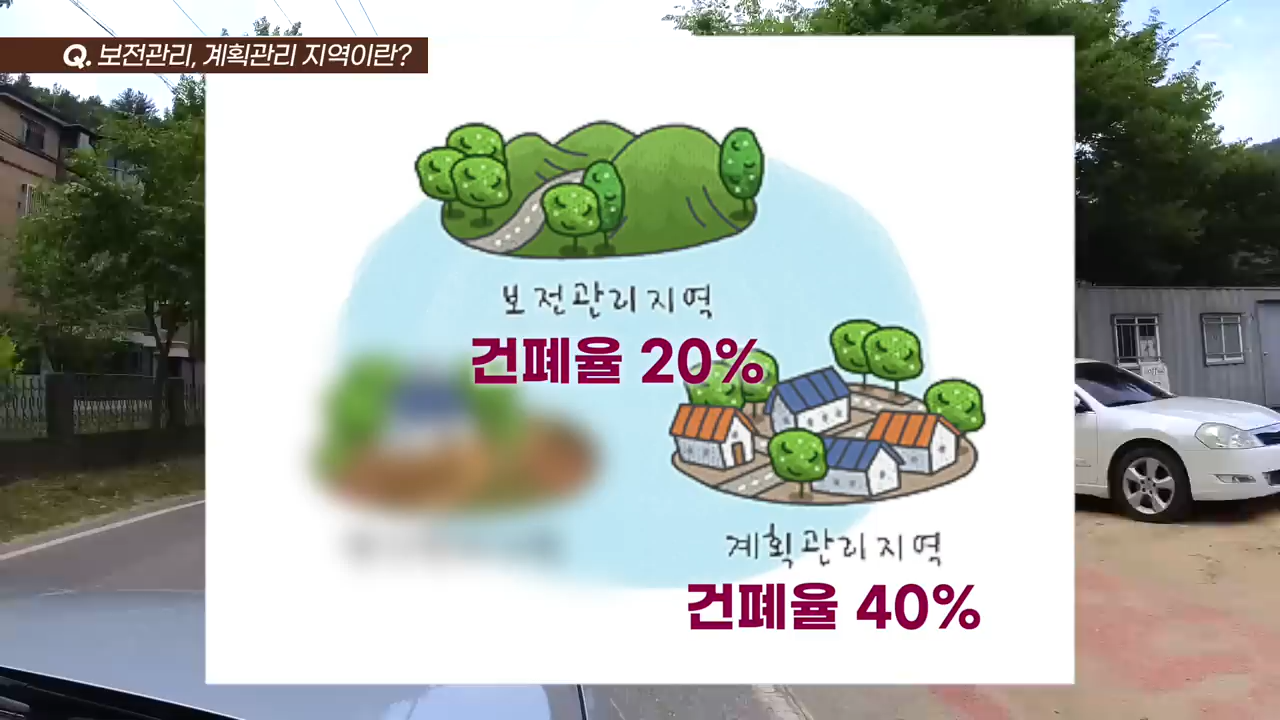 Q. 보전관리, 계획관리 지역이란?
보전관리지역
건폐율 20%
계획관리지역
건폐율 40%